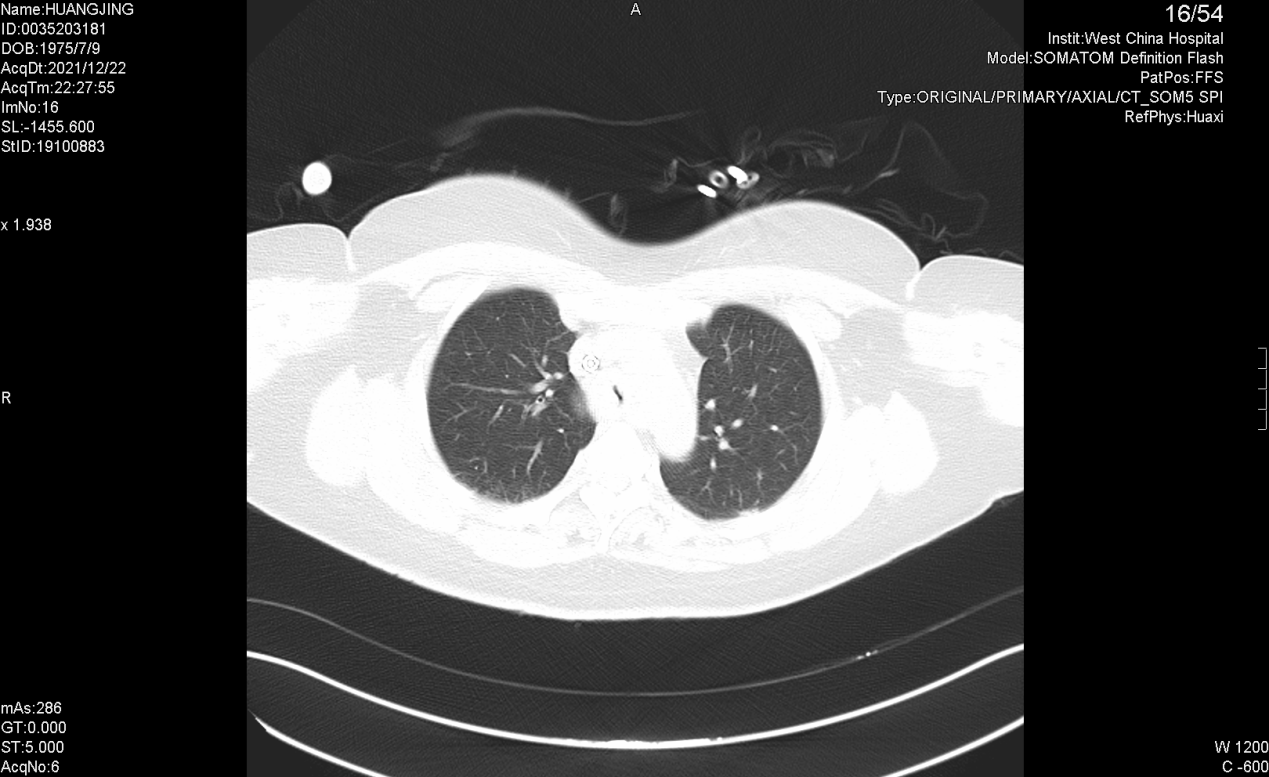 Name:HUANGJING
ID:0035203181
DOB:1975/7/9
AcqDt:2021/12/22
AcqTm:22:27:55
ImNo:16
SL:-1455.600
StID:19100883
x 1.938
A
16/54
Instit:West China Hospital
Model:SOMATOM Definition Flash
PatPos:FFS
Type:ORIGINAL/PRIMARY/AXIAL/CT_SOM5 SPI
RefPhys:Huaxi
R
mAs:286
GT:0.000
ST:5.000
AcqNo:6
W 1200
C -600